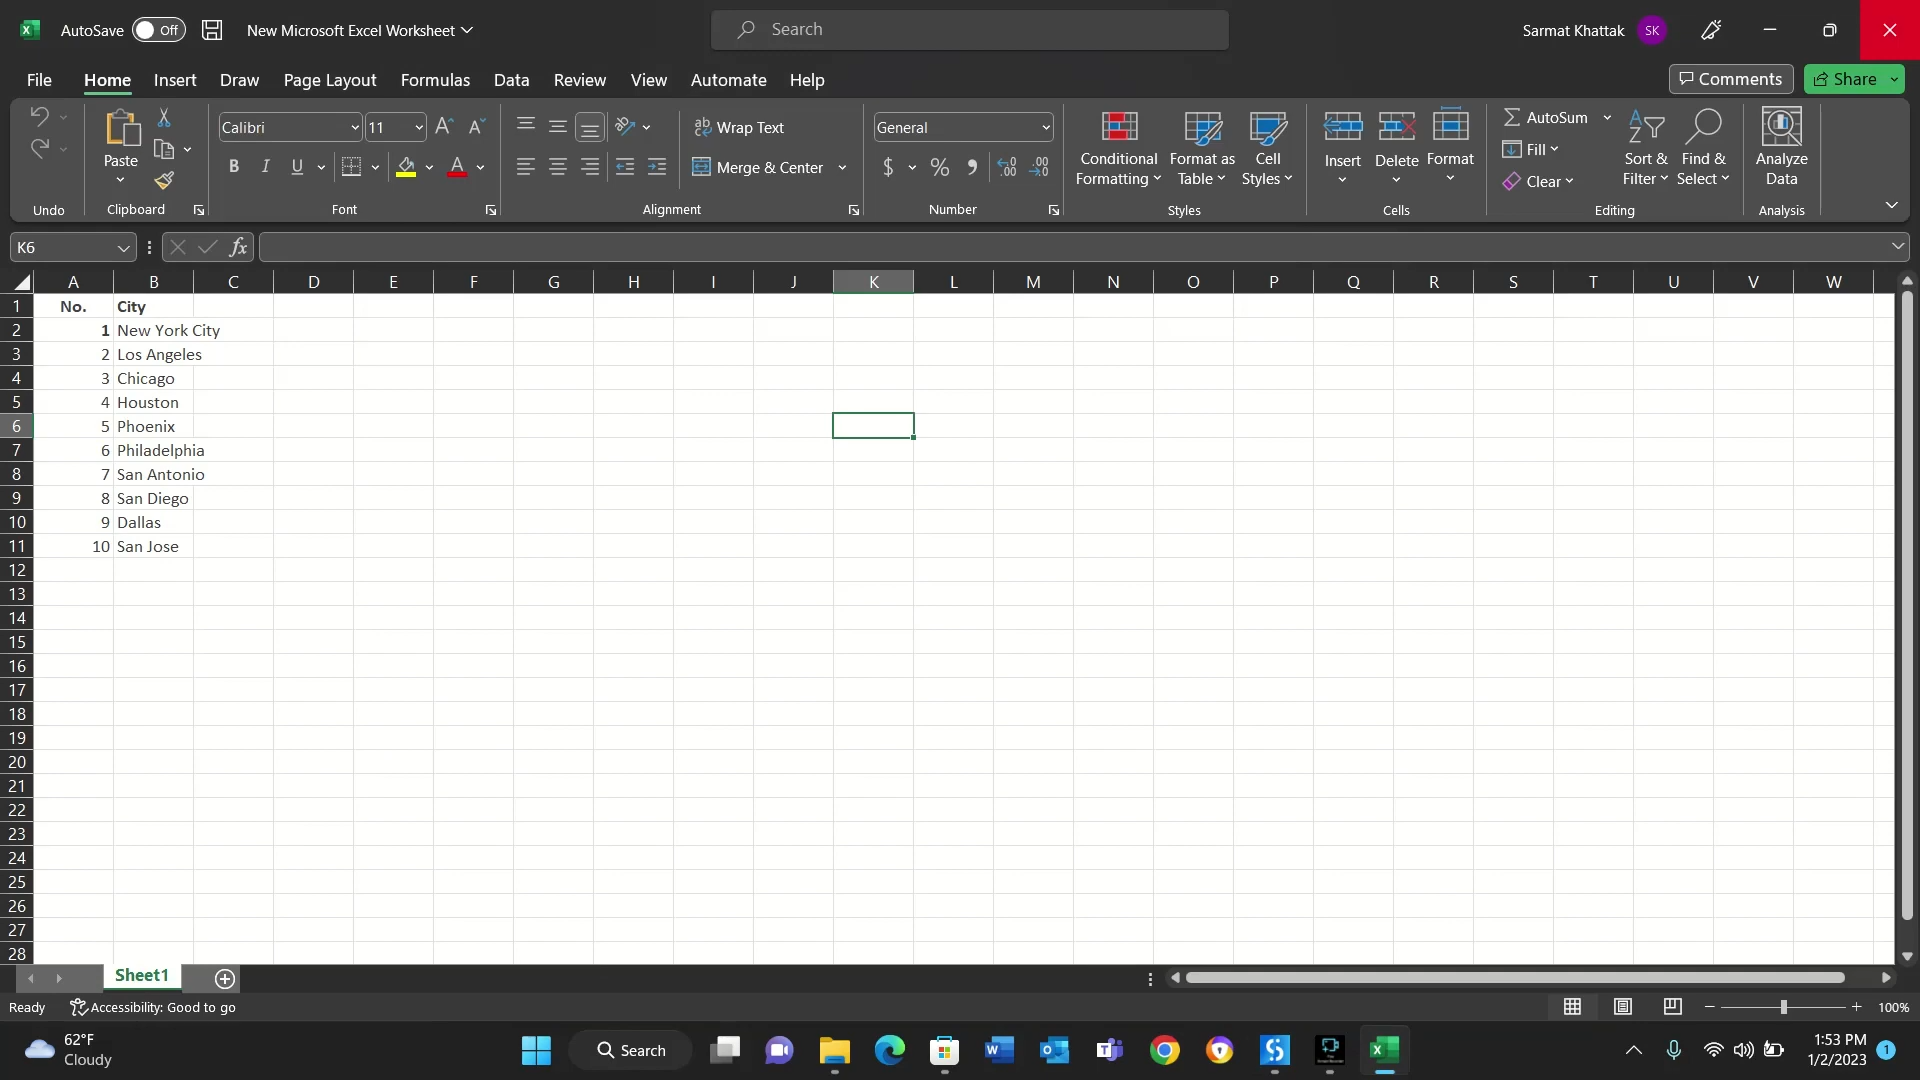 AutoSave Off New Microsoft Excel Worksheet Search Sarmat Khattak SK
File Home Insert Draw Page Layout Formulas Data Review View Automate Help Comments Share
Paste
Calibri 11
Wrap Text
Merge & Center
General
$ % 9 .00
Conditional Formatting
Format as Table
Cell Styles
Insert Delete Format
AutoSum
Fill
Clear
Sort & Filter
Find & Select
Analyze Data
Undo Clipboard Font Alignment Number Styles Cells Editing Analysis
K6 fx
A B C D E F G H I J K L M N O P Q R S T U V W
1 No. City
2 1 New York City
3 2 Los Angeles
4 3 Chicago
5 4 Houston
6 5 Phoenix
7 6 Philadelphia
8 7 San Antonio
9 8 San Diego
10 9 Dallas
11 10 San Jose
12
13
14
15
16
17
18
19
20
21
22
23
24
25
26
27
28
Sheet1
Ready Accessibility: Good to go 100%
62°F
Cloudy
Search
1:53 PM
1/2/2023
1